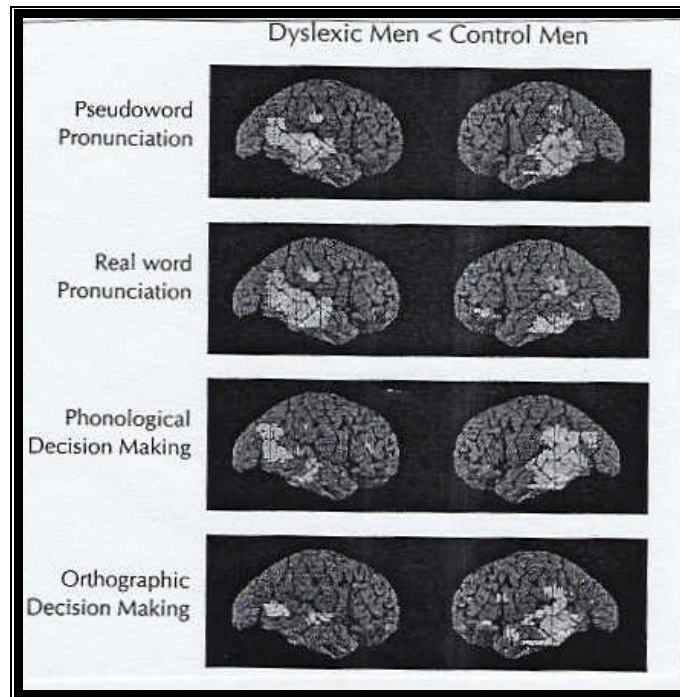 Dyslexic Men < Control Men
Pseudoword
Pronunciation
Real word
Pronunciation
Phonological
Decision Making
Orthographic
Decision Making